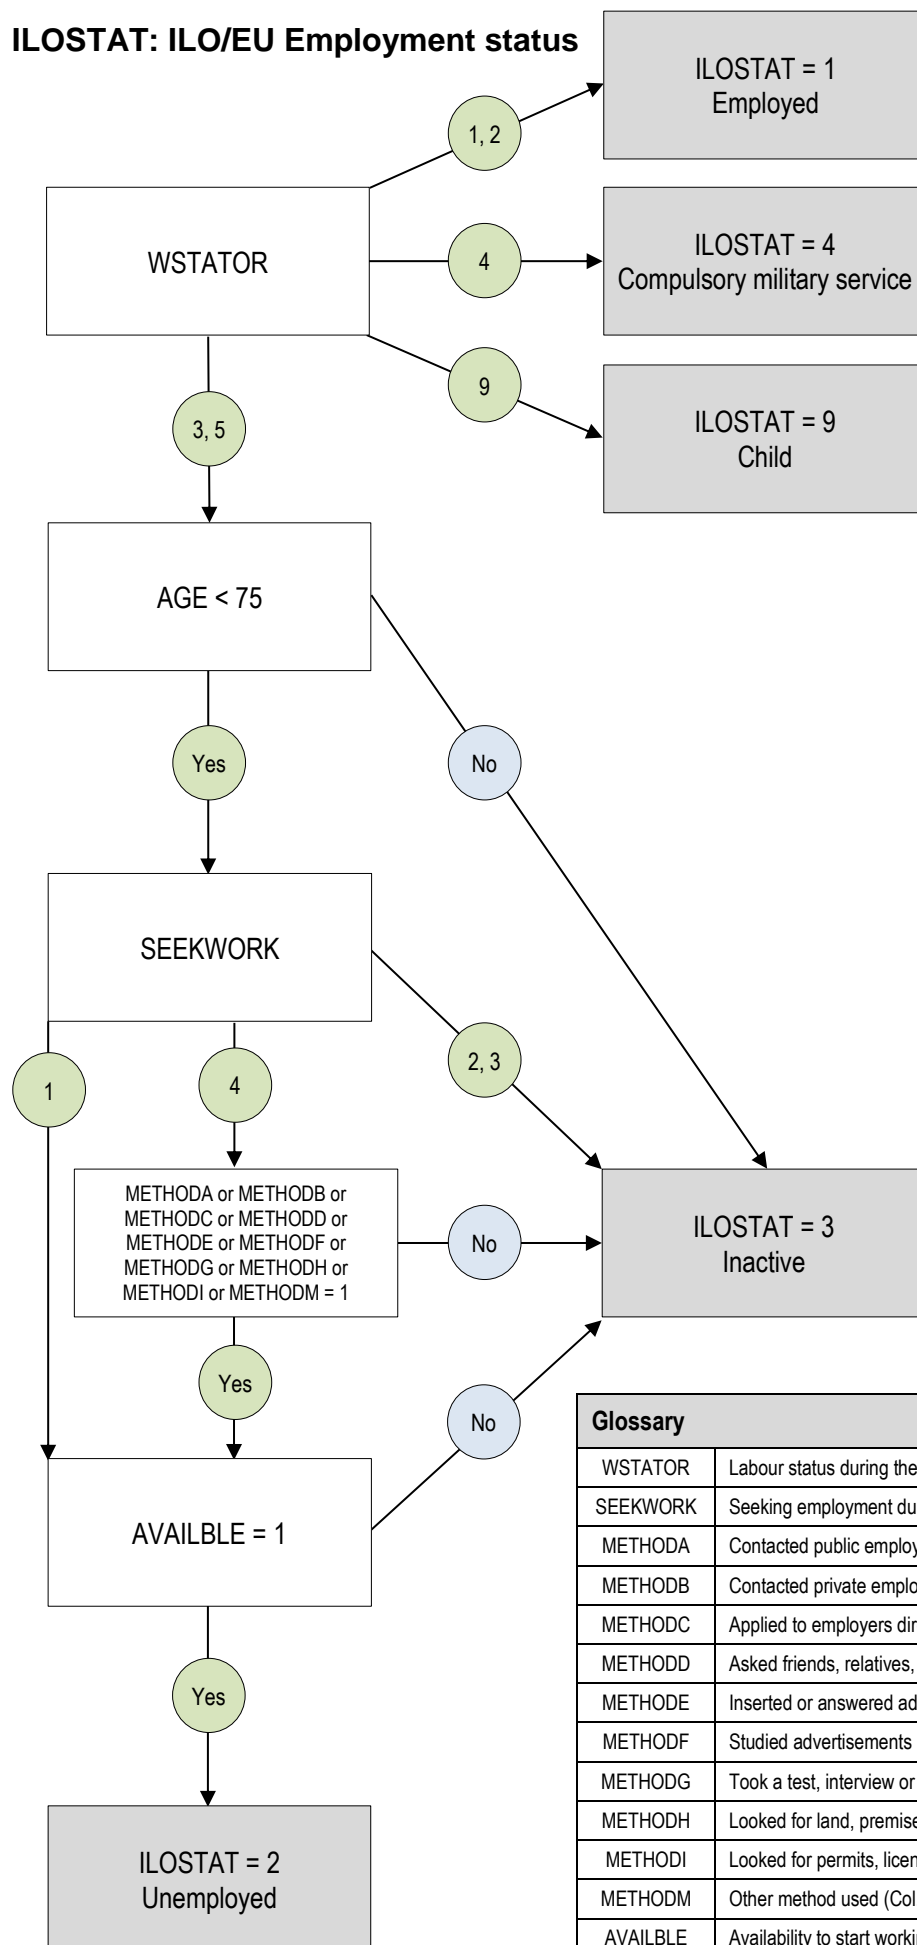 ILOSTAT: ILO/EU Employment status
ILOSTAT = 1
Employed
1, 2
WSTATOR
4
ILOSTAT = 4
Compulsory military service
9
ILOSTAT = 9
Child
3, 5
AGE < 75
Yes
No
SEEKWORK
1
4
2, 3
METHODA or METHODB or
METHODC or METHODD or
METHODE or METHODF or
METHODG or METHODH or
METHODI or METHODM = 1
No
ILOSTAT = 3
Inactive
Yes
No
AVAILBLE = 1
Yes
ILOSTAT = 2
Unemployed
Glossary
WSTATOR Labour status during the
SEEKWORK Seeking employment du
METHODA Contacted public employ
METHODB Contacted private emplo
METHODC Applied to employers dir
METHODD Asked friends, relatives,
METHODE Inserted or answered ad
METHODF Studied advertisements
METHODG Took a test, interview or
METHODH Looked for land, premise
METHODI Looked for permits, licen
METHODM Other method used (Col
AVAILBLE Availability to start worki